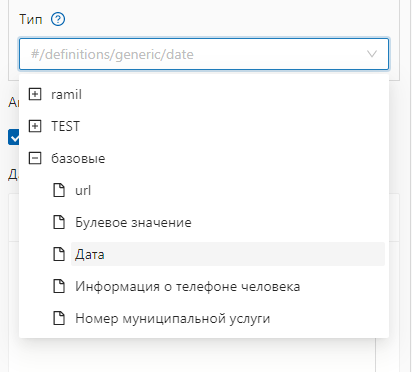 Тип
#/definitions/generic/date
ramil
TEST
базовые
url
Булевое значение
Дата
Информация о телефоне человека
Номер муниципальной услуги